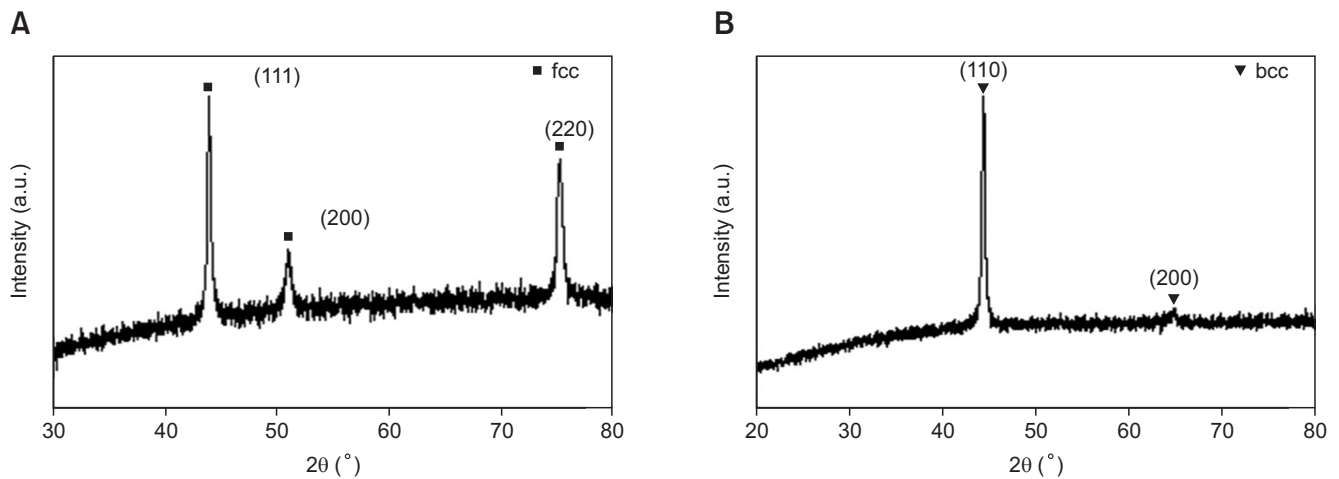 A
Intensity (a.u.)
(111)
(200)
(220)
■ fcc
30 40 50 60 70 80
2θ (˚)
B
Intensity (a.u.)
(110)
(200)
▼ bcc
20 30 40 50 60 70 80
2θ (˚)